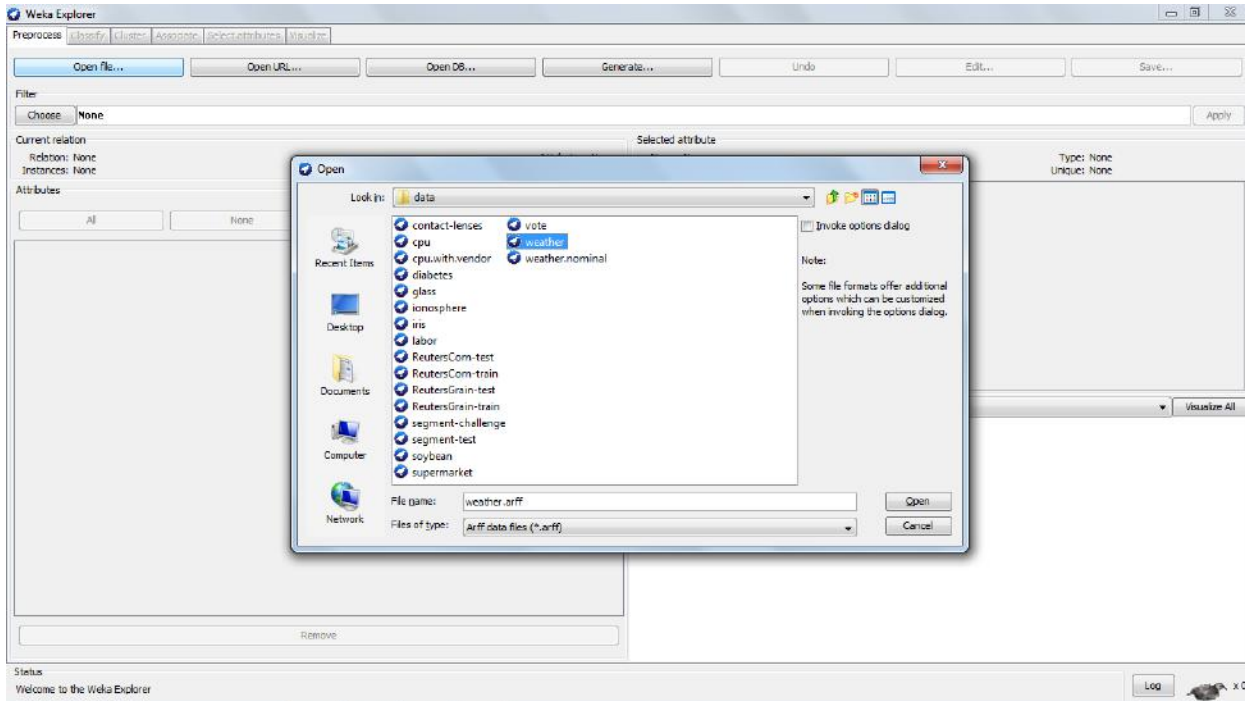 Weka Explorer
Preprocess Classify Cluster Associate Select attributes Visualize
Open file... Open URL... Open DB... Generate... Undo Edit... Save...
Filter
Choose None Apply
Current relation
Relation: None
Instances: None
Selected attribute
Type: None
Unique: None
Attributes
All None
Open
Look in: data
Recent Items
Desktop
Documents
Computer
Network
contact-lenses
cpu
cpu.with.vendor
diabetes
glass
ionosphere
iris
labor
ReutersCorn-test
ReutersCorn-train
ReutersGrain-test
ReutersGrain-train
segment-challenge
segment-test
soybean
supermarket
vote
weather
weather.nominal
Invoke options dialog
Note:
Some file formats offer additional
options which can be customized
when invoking the options dialog.
File name: weather.arff
Open
Files of type: Arff data files (*.arff)
Cancel
Visualize All
Remove
Status
Welcome to the Weka Explorer
Log x 0